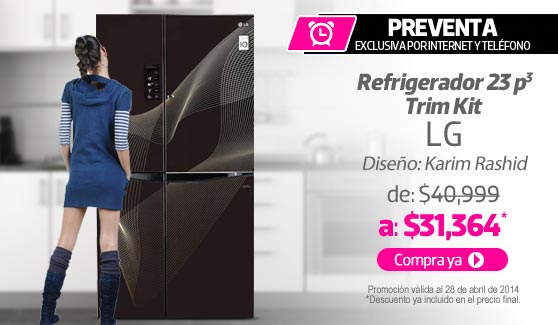 PREVENTA
EXCLUSIVA POR INTERNET Y TELÉFONO
Refrigerador 23 p³
Trim Kit
LG
Diseño: Karim Rashid
de: $40,999
a: $31,364*
Compra ya
Promoción válida al 28 de abril de 2014
*Descuento ya incluido en el precio final.
LG